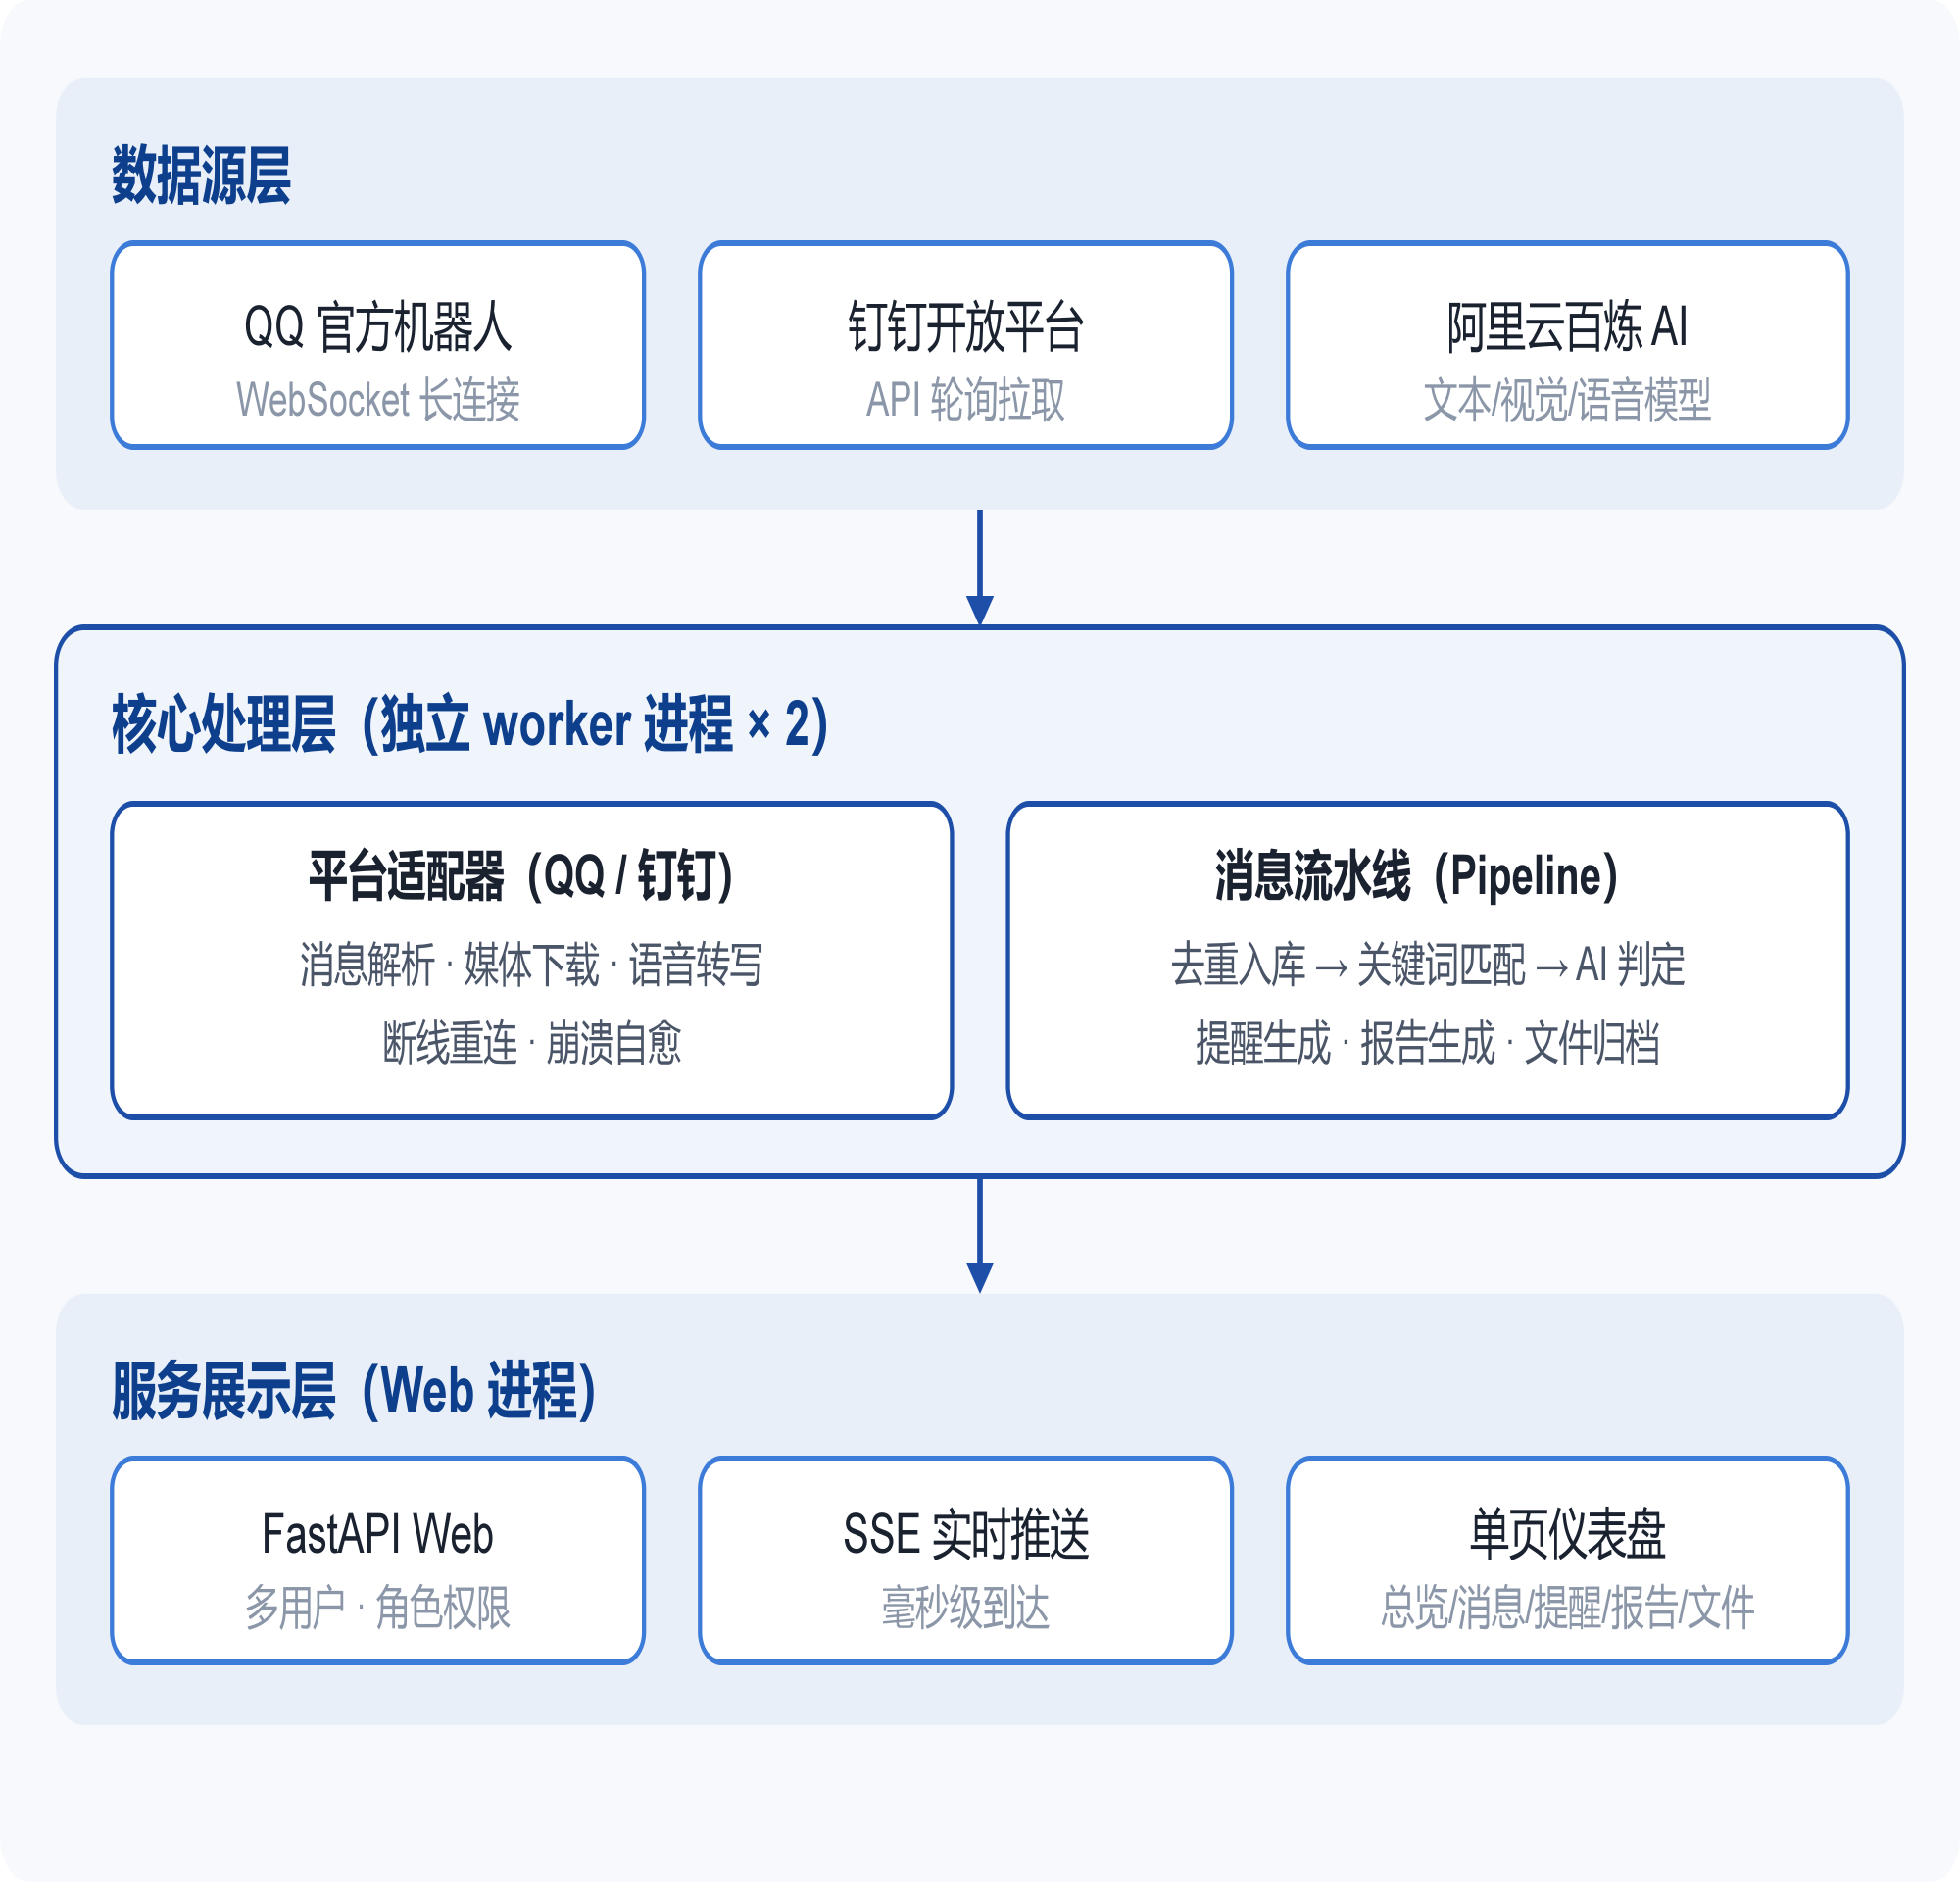 数据源层
QQ 官方机器人
WebSocket 长连接
钉钉开放平台
API 轮询拉取
阿里云百炼 AI
文本/视觉/语音模型
核心处理层（独立 worker 进程 × 2）
平台适配器（QQ / 钉钉）
消息解析 · 媒体下载 · 语音转写
断线重连 · 崩溃自愈
消息流水线（Pipeline）
去重入库 → 关键词匹配 → AI 判定
提醒生成 · 报告生成 · 文件归档
服务展示层（Web 进程）
FastAPI Web
多用户 · 角色权限
SSE 实时推送
毫秒级到达
单页仪表盘
总览/消息/提醒/报告/文件